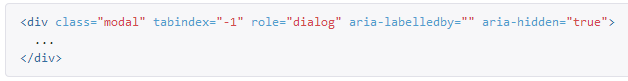 <div class="modal" tabindex="-1" role="dialog" aria-labelledby="" aria-hidden="true">
  ...
</div>